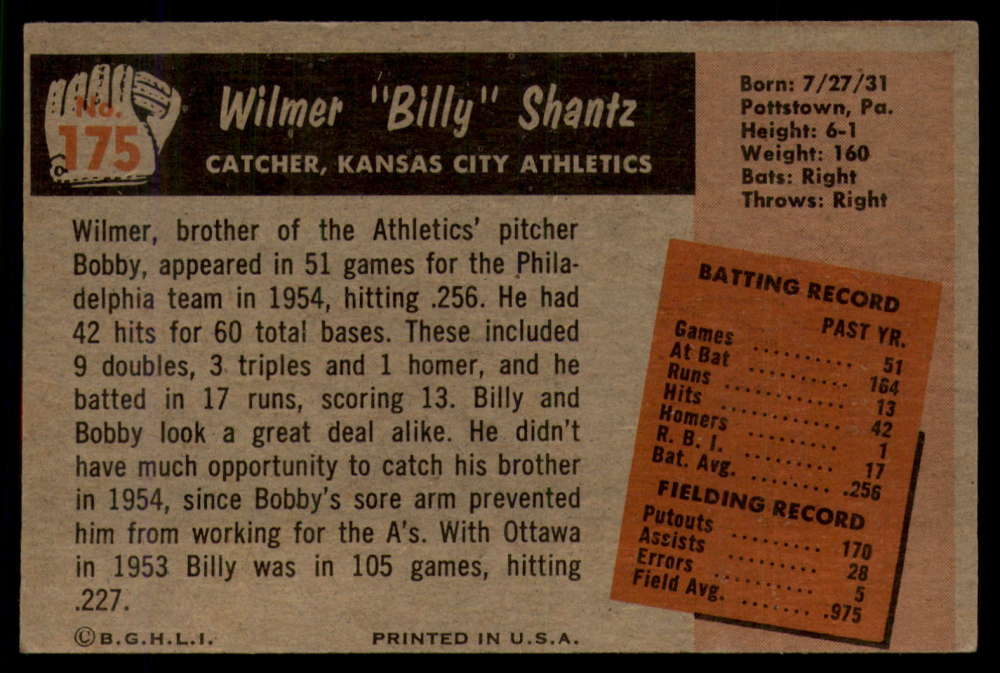 No.
175
Wilmer "Billy" Shantz
CATCHER, KANSAS CITY ATHLETICS
Born: 7/27/31
Pottstown, Pa.
Height: 6-1
Weight: 160
Bats: Right
Throws: Right
Wilmer, brother of the Athletics' pitcher
Bobby, appeared in 51 games for the Phila-
delphia team in 1954, hitting .256. He had
42 hits for 60 total bases. These included
9 doubles, 3 triples and 1 homer, and he
batted in 17 runs, scoring 13. Billy and
Bobby look a great deal alike. He didn't
have much opportunity to catch his brother
in 1954, since Bobby's sore arm prevented
him from working for the A's. With Ottawa
in 1953 Billy was in 105 games, hitting
.227.
©B.G.H.L.I. PRINTED IN U.S.A.
BATTING RECORD
PAST YR.
Games .......... 51
At Bat .......... 164
Runs ............ 13
Hits ............ 42
Homers ......... 1
R. B. I. ......... 17
Bat. Avg. ........ .256
FIELDING RECORD
Putouts ......... 170
Assists ......... 28
Errors .......... 5
Field Avg. ....... .975